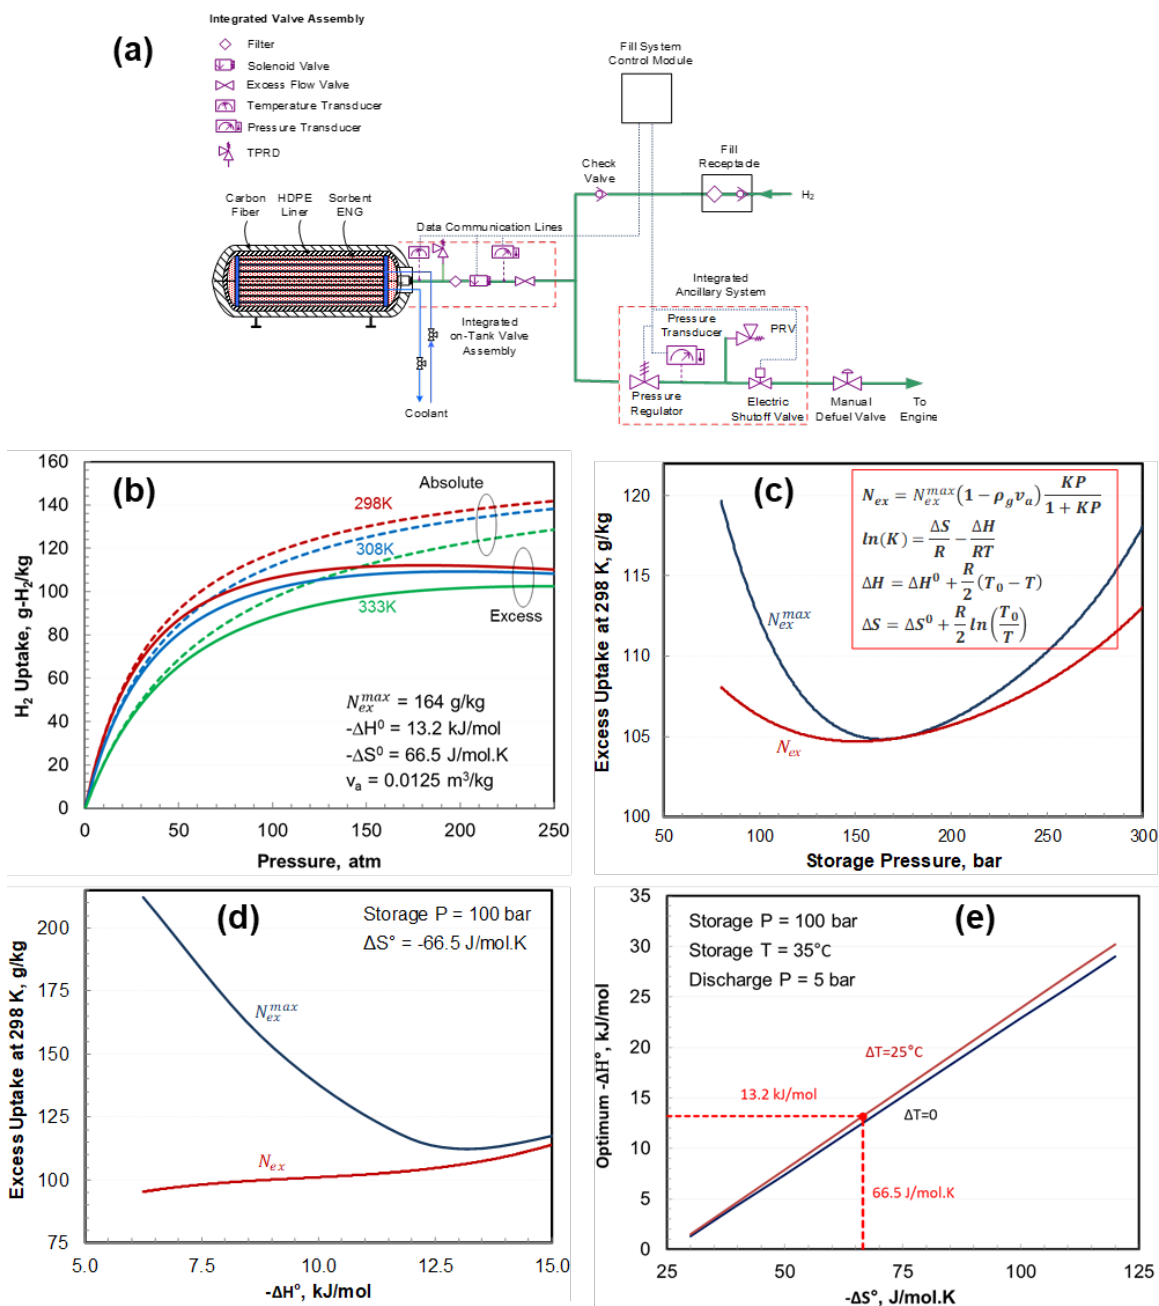 Integrated Valve Assembly
Filter
Solenoid Valve
Excess Flow Valve
Temperature Transducer
Pressure Transducer
TPRD
(a)
Fill System
Control Module
Check
Valve
Fill
Receptade
H₂
Carbon
Fiber
HDPE
Liner
Sorbent
ENG
Data Communication Lines
Integrated
on-Tank Valve
Assembly
Coolant
Integrated
Ancillary System
Pressure
Transducer
PRV
Pressure
Regulator
Electric
Shutoff Valve
Manual
Defuel Valve
To
Engine
(b)
H₂ Uptake, g-H₂/kg
160
140
120
100
80
60
40
20
0
298K
308K
333K
Absolute
Excess
N_ex^max = 164 g/kg
-ΔH⁰ = 13.2 kJ/mol
-ΔS⁰ = 66.5 J/mol.K
vₐ = 0.0125 m³/kg
0 50 100 150 200 250
Pressure, atm
(c)
Excess Uptake at 298 K, g/kg
120
115
110
105
100
N_ex = N_ex^max(1 − ρ_g v_a) KP / 1 + KP
ln(K) = ΔS/R − ΔH/RT
ΔH = ΔH⁰ + R/2 (T₀ − T)
ΔS = ΔS⁰ + R/2 ln(T₀/T)
N_ex^max
N_ex
50 100 150 200 250 300
Storage Pressure, bar
(d)
Excess Uptake at 298 K, g/kg
200
175
150
125
100
75
Storage P = 100 bar
ΔS° = -66.5 J/mol.K
N_ex^max
N_ex
5.0 7.5 10.0 12.5 15.0
-ΔH°, kJ/mol
(e)
Optimum -ΔH°, kJ/mol
35
30
25
20
15
10
5
0
Storage P = 100 bar
Storage T = 35°C
Discharge P = 5 bar
ΔT=25°C
13.2 kJ/mol
ΔT=0
66.5 J/mol.K
25 50 75 100 125
-ΔS°, J/mol.K